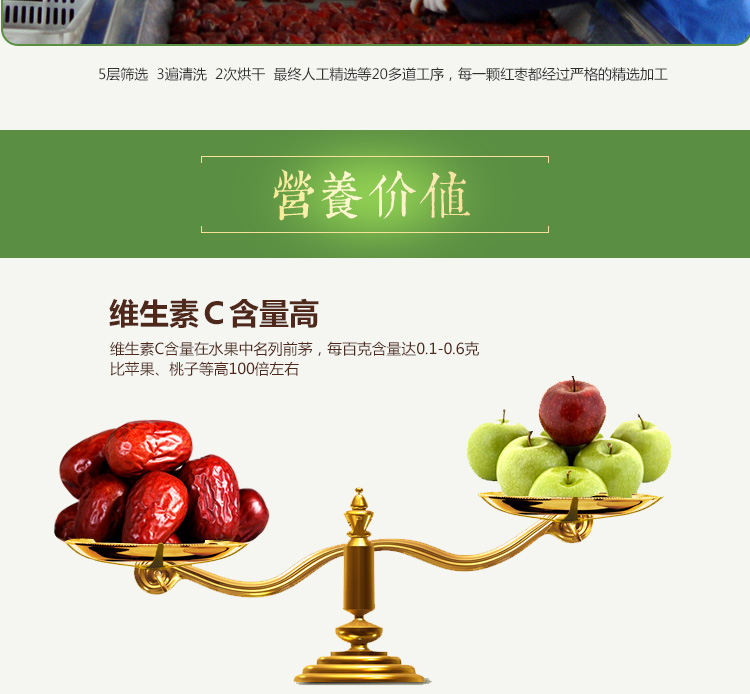 5层筛选 3遍清洗 2次烘干 最终人工精选等20多道工序，每一颗红枣都经过严格的精选加工
營養价值
维生素C含量高
维生素C含量在水果中名列前茅，每百克含量达0.1-0.6克
比苹果、桃子等高100倍左右